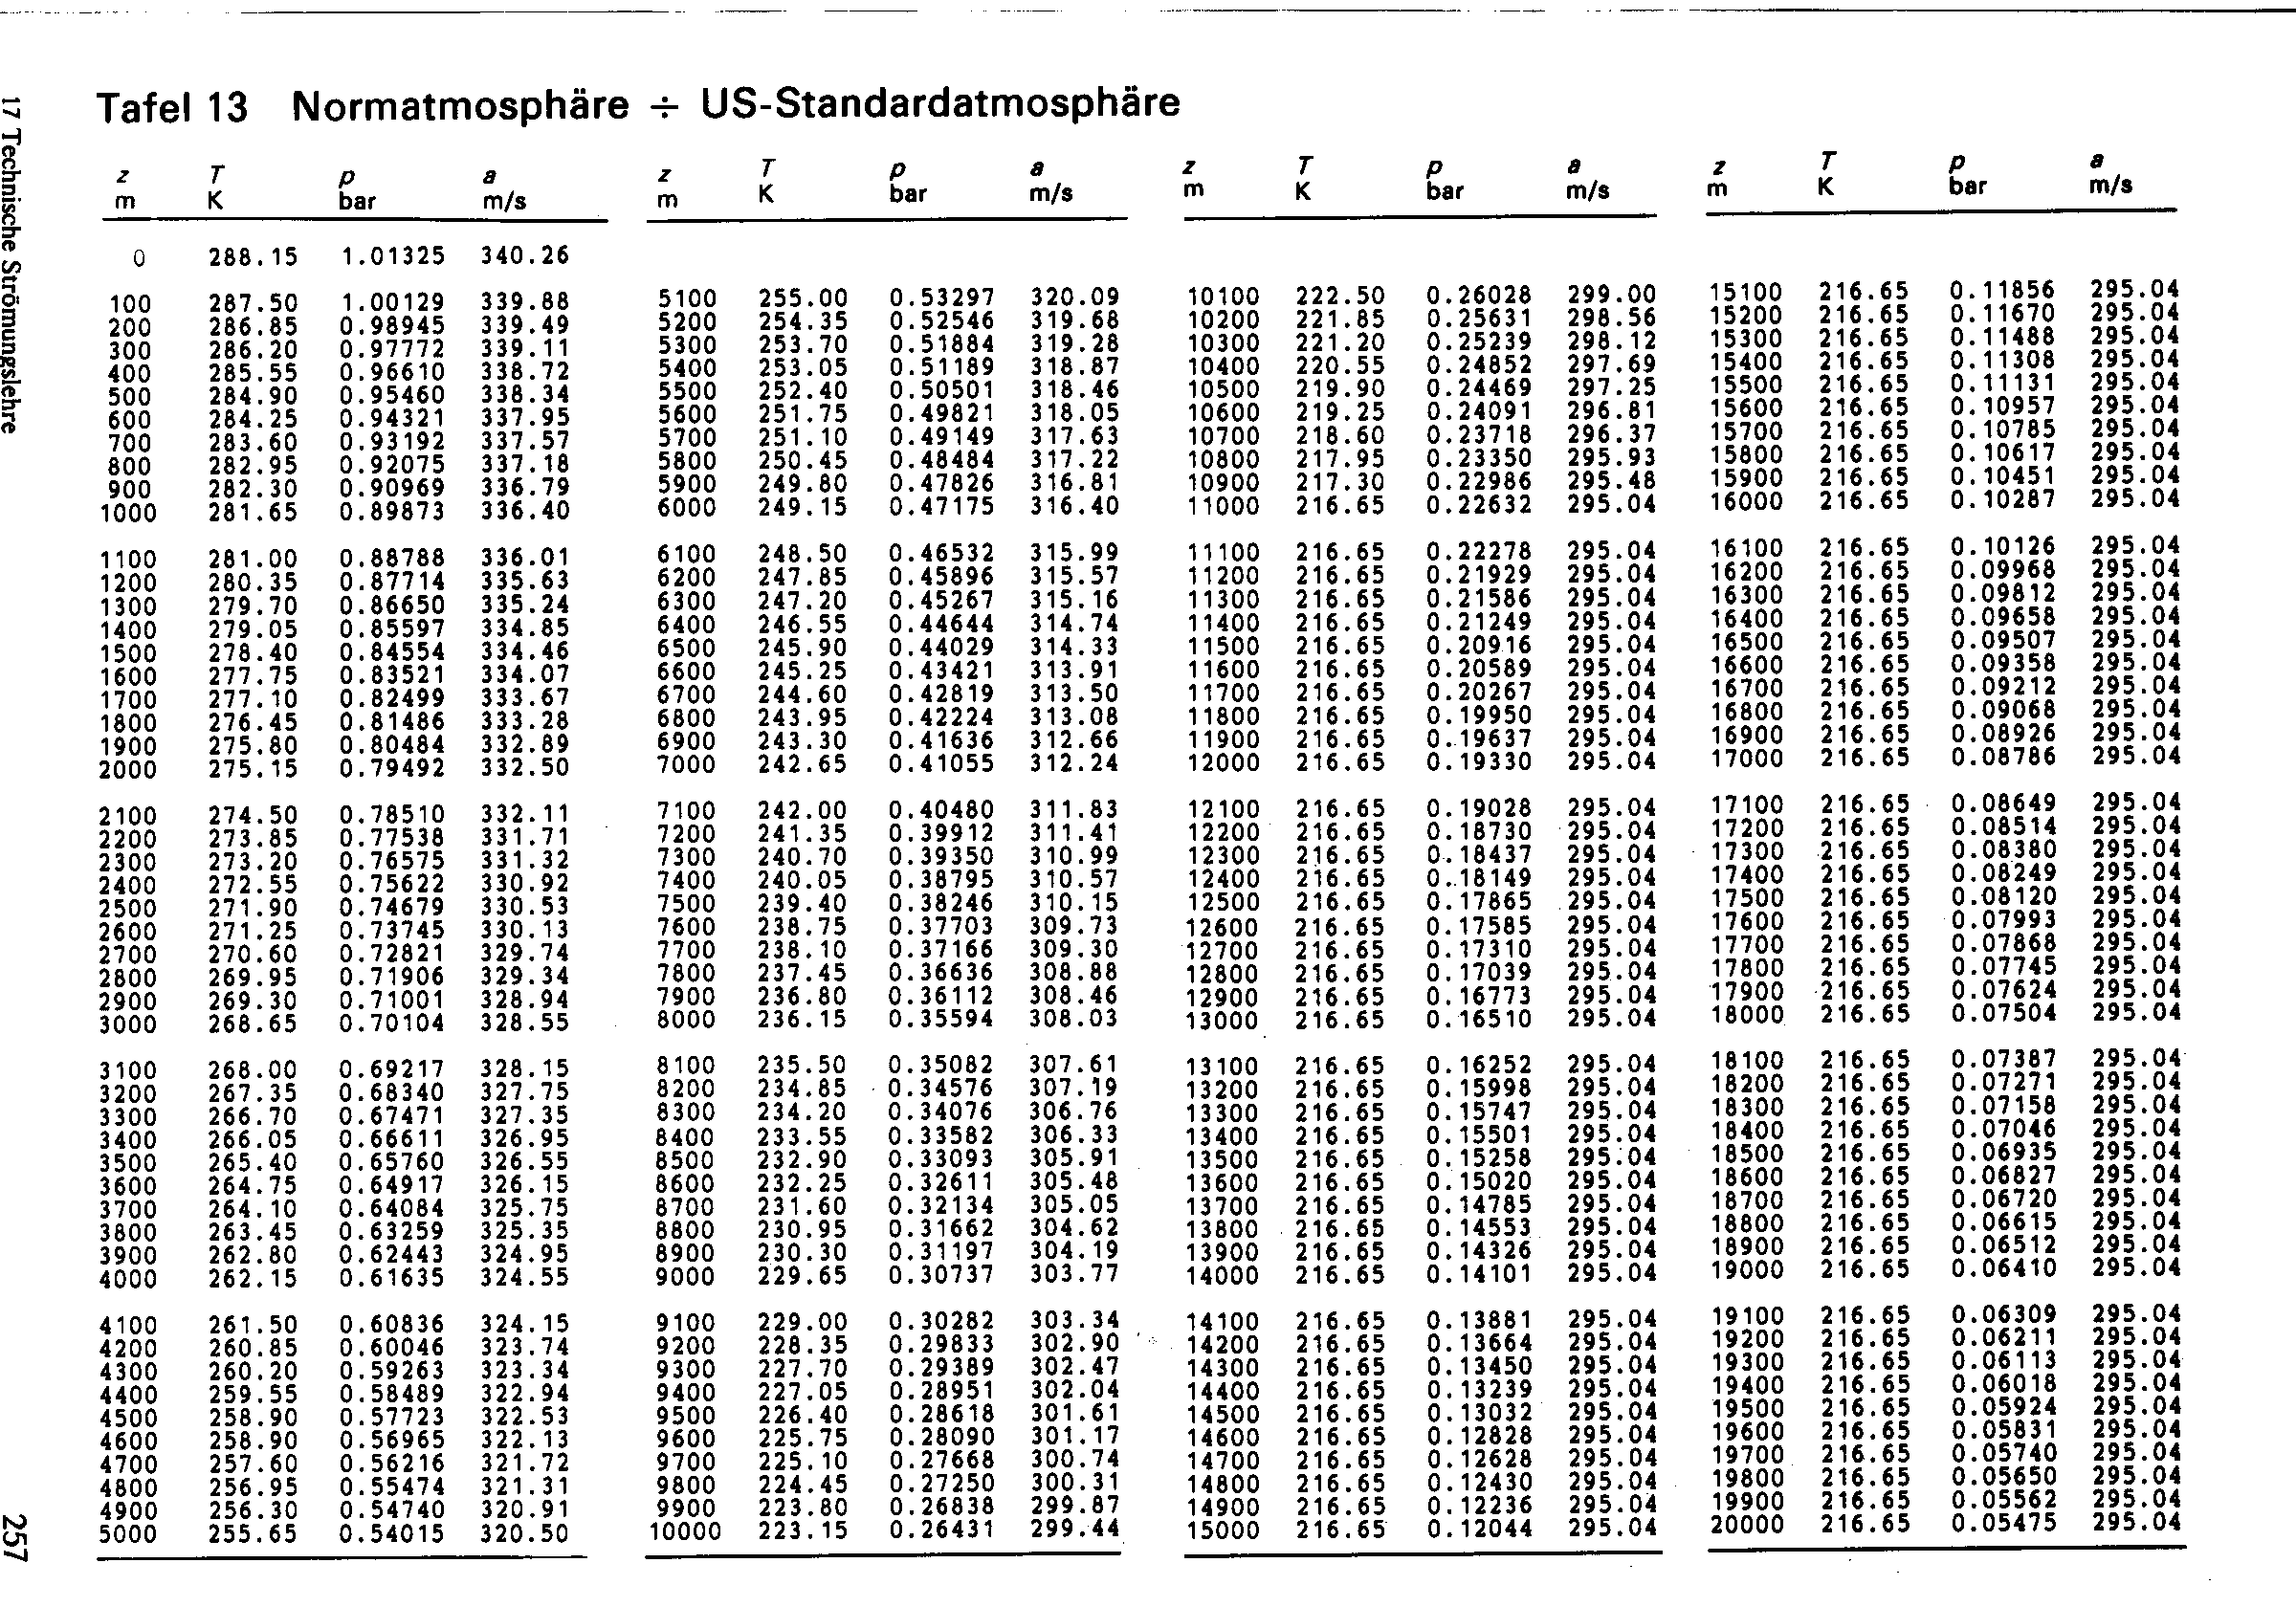 17 Technische Strömungslehre
257
Tafel 13 Normatmosphäre ÷ US-Standardatmosphäre
z T p a z T p a z T p a z T p a
m K bar m/s m K bar m/s m K bar m/s m K bar m/s
0 288.15 1.01325 340.26
100 287.50 1.00129 339.88 5100 255.00 0.53297 320.09 10100 222.50 0.26028 299.00 15100 216.65 0.11856 295.04
200 286.85 0.98945 339.49 5200 254.35 0.52546 319.68 10200 221.85 0.25631 298.56 15200 216.65 0.11670 295.04
300 286.20 0.97772 339.11 5300 253.70 0.51884 319.28 10300 221.20 0.25239 298.12 15300 216.65 0.11488 295.04
400 285.55 0.96610 338.72 5400 253.05 0.51189 318.87 10400 220.55 0.24852 297.69 15400 216.65 0.11308 295.04
500 284.90 0.95460 338.34 5500 252.40 0.50501 318.46 10500 219.90 0.24469 297.25 15500 216.65 0.11131 295.04
600 284.25 0.94321 337.95 5600 251.75 0.49821 318.05 10600 219.25 0.24091 296.81 15600 216.65 0.10957 295.04
700 283.60 0.93192 337.57 5700 251.10 0.49149 317.63 10700 218.60 0.23718 296.37 15700 216.65 0.10785 295.04
800 282.95 0.92075 337.18 5800 250.45 0.48484 317.22 10800 217.95 0.23350 295.93 15800 216.65 0.10617 295.04
900 282.30 0.90969 336.79 5900 249.80 0.47826 316.81 10900 217.30 0.22986 295.48 15900 216.65 0.10451 295.04
1000 281.65 0.89873 336.40 6000 249.15 0.47175 316.40 11000 216.65 0.22632 295.04 16000 216.65 0.10287 295.04
1100 281.00 0.88788 336.01 6100 248.50 0.46532 315.99 11100 216.65 0.22278 295.04 16100 216.65 0.10126 295.04
1200 280.35 0.87714 335.63 6200 247.85 0.45896 315.57 11200 216.65 0.21929 295.04 16200 216.65 0.09968 295.04
1300 279.70 0.86650 335.24 6300 247.20 0.45267 315.16 11300 216.65 0.21586 295.04 16300 216.65 0.09812 295.04
1400 279.05 0.85597 334.85 6400 246.55 0.44644 314.74 11400 216.65 0.21249 295.04 16400 216.65 0.09658 295.04
1500 278.40 0.84554 334.46 6500 245.90 0.44029 314.33 11500 216.65 0.20916 295.04 16500 216.65 0.09507 295.04
1600 277.75 0.83521 334.07 6600 245.25 0.43421 313.91 11600 216.65 0.20589 295.04 16600 216.65 0.09358 295.04
1700 277.10 0.82499 333.67 6700 244.60 0.42819 313.50 11700 216.65 0.20267 295.04 16700 216.65 0.09212 295.04
1800 276.45 0.81486 333.28 6800 243.95 0.42224 313.08 11800 216.65 0.19950 295.04 16800 216.65 0.09068 295.04
1900 275.80 0.80484 332.89 6900 243.30 0.41636 312.66 11900 216.65 0.19637 295.04 16900 216.65 0.08926 295.04
2000 275.15 0.79492 332.50 7000 242.65 0.41055 312.24 12000 216.65 0.19330 295.04 17000 216.65 0.08786 295.04
2100 274.50 0.78510 332.11 7100 242.00 0.40480 311.83 12100 216.65 0.19028 295.04 17100 216.65 0.08649 295.04
2200 273.85 0.77538 331.71 7200 241.35 0.39912 311.41 12200 216.65 0.18730 295.04 17200 216.65 0.08514 295.04
2300 273.20 0.76575 331.32 7300 240.70 0.39350 310.99 12300 216.65 0.18437 295.04 17300 216.65 0.08380 295.04
2400 272.55 0.75622 330.92 7400 240.05 0.38795 310.57 12400 216.65 0.18149 295.04 17400 216.65 0.08249 295.04
2500 271.90 0.74679 330.53 7500 239.40 0.38246 310.15 12500 216.65 0.17865 295.04 17500 216.65 0.08120 295.04
2600 271.25 0.73745 330.13 7600 238.75 0.37703 309.73 12600 216.65 0.17585 295.04 17600 216.65 0.07993 295.04
2700 270.60 0.72821 329.74 7700 238.10 0.37166 309.30 12700 216.65 0.17310 295.04 17700 216.65 0.07868 295.04
2800 269.95 0.71906 329.34 7800 237.45 0.36636 308.88 12800 216.65 0.17039 295.04 17800 216.65 0.07745 295.04
2900 269.30 0.71001 328.94 7900 236.80 0.36112 308.46 12900 216.65 0.16773 295.04 17900 216.65 0.07624 295.04
3000 268.65 0.70104 328.55 8000 236.15 0.35594 308.03 13000 216.65 0.16510 295.04 18000 216.65 0.07504 295.04
3100 268.00 0.69217 328.15 8100 235.50 0.35082 307.61 13100 216.65 0.16252 295.04 18100 216.65 0.07387 295.04
3200 267.35 0.68340 327.75 8200 234.85 0.34576 307.19 13200 216.65 0.15998 295.04 18200 216.65 0.07271 295.04
3300 266.70 0.67471 327.35 8300 234.20 0.34076 306.76 13300 216.65 0.15747 295.04 18300 216.65 0.07158 295.04
3400 266.05 0.66611 326.95 8400 233.55 0.33582 306.33 13400 216.65 0.15501 295.04 18400 216.65 0.07046 295.04
3500 265.40 0.65760 326.55 8500 232.90 0.33093 305.91 13500 216.65 0.15258 295.04 18500 216.65 0.06935 295.04
3600 264.75 0.64917 326.15 8600 232.25 0.32611 305.48 13600 216.65 0.15020 295.04 18600 216.65 0.06827 295.04
3700 264.10 0.64084 325.75 8700 231.60 0.32134 305.05 13700 216.65 0.14785 295.04 18700 216.65 0.06720 295.04
3800 263.45 0.63259 325.35 8800 230.95 0.31662 304.62 13800 216.65 0.14553 295.04 18800 216.65 0.06615 295.04
3900 262.80 0.62443 324.95 8900 230.30 0.31197 304.19 13900 216.65 0.14326 295.04 18900 216.65 0.06512 295.04
4000 262.15 0.61635 324.55 9000 229.65 0.30737 303.77 14000 216.65 0.14101 295.04 19000 216.65 0.06410 295.04
4100 261.50 0.60836 324.15 9100 229.00 0.30282 303.34 14100 216.65 0.13881 295.04 19100 216.65 0.06309 295.04
4200 260.85 0.60046 323.74 9200 228.35 0.29833 302.90 14200 216.65 0.13664 295.04 19200 216.65 0.06211 295.04
4300 260.20 0.59263 323.34 9300 227.70 0.29389 302.47 14300 216.65 0.13450 295.04 19300 216.65 0.06113 295.04
4400 259.55 0.58489 322.94 9400 227.05 0.28951 302.04 14400 216.65 0.13239 295.04 19400 216.65 0.06018 295.04
4500 258.90 0.57723 322.53 9500 226.40 0.28618 301.61 14500 216.65 0.13032 295.04 19500 216.65 0.05924 295.04
4600 258.90 0.56965 322.13 9600 225.75 0.28090 301.17 14600 216.65 0.12828 295.04 19600 216.65 0.05831 295.04
4700 257.60 0.56216 321.72 9700 225.10 0.27668 300.74 14700 216.65 0.12628 295.04 19700 216.65 0.05740 295.04
4800 256.95 0.55474 321.31 9800 224.45 0.27250 300.31 14800 216.65 0.12430 295.04 19800 216.65 0.05650 295.04
4900 256.30 0.54740 320.91 9900 223.80 0.26838 299.87 14900 216.65 0.12236 295.04 19900 216.65 0.05562 295.04
5000 255.65 0.54015 320.50 10000 223.15 0.26431 299.44 15000 216.65 0.12044 295.04 20000 216.65 0.05475 295.04